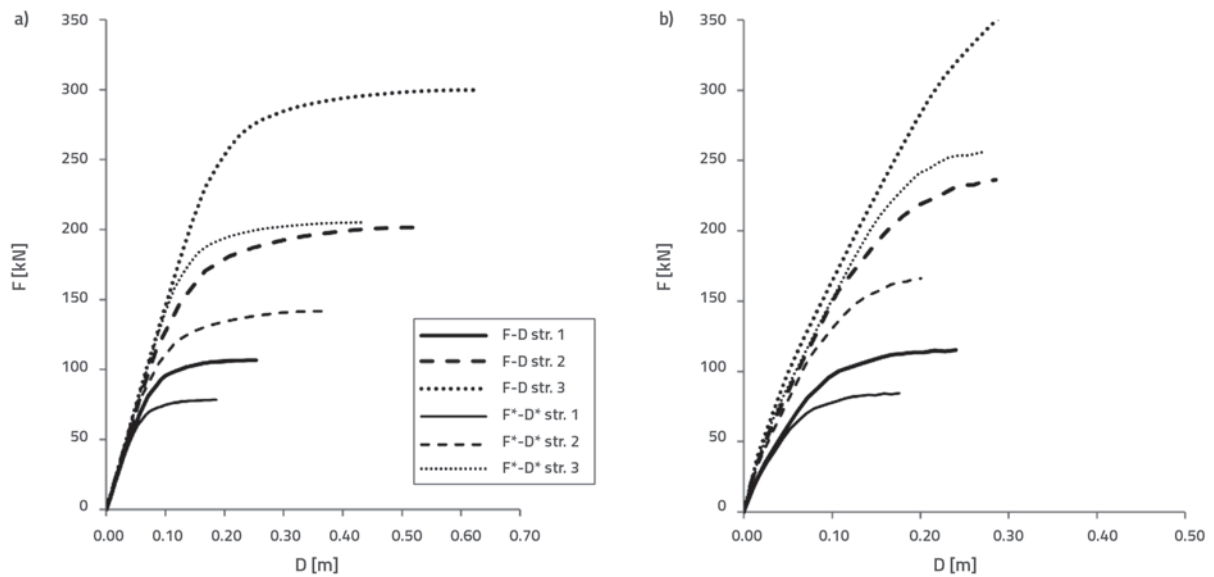 a)
F [kN]
350
300
250
200
150
100
50
0
0.00 0.10 0.20 0.30 0.40 0.50 0.60 0.70
D [m]
F-D str. 1
F-D str. 2
F-D str. 3
F*-D* str. 1
F*-D* str. 2
F*-D* str. 3
b)
F [kN]
350
300
250
200
150
100
50
0
0.00 0.10 0.20 0.30 0.40 0.50
D [m]